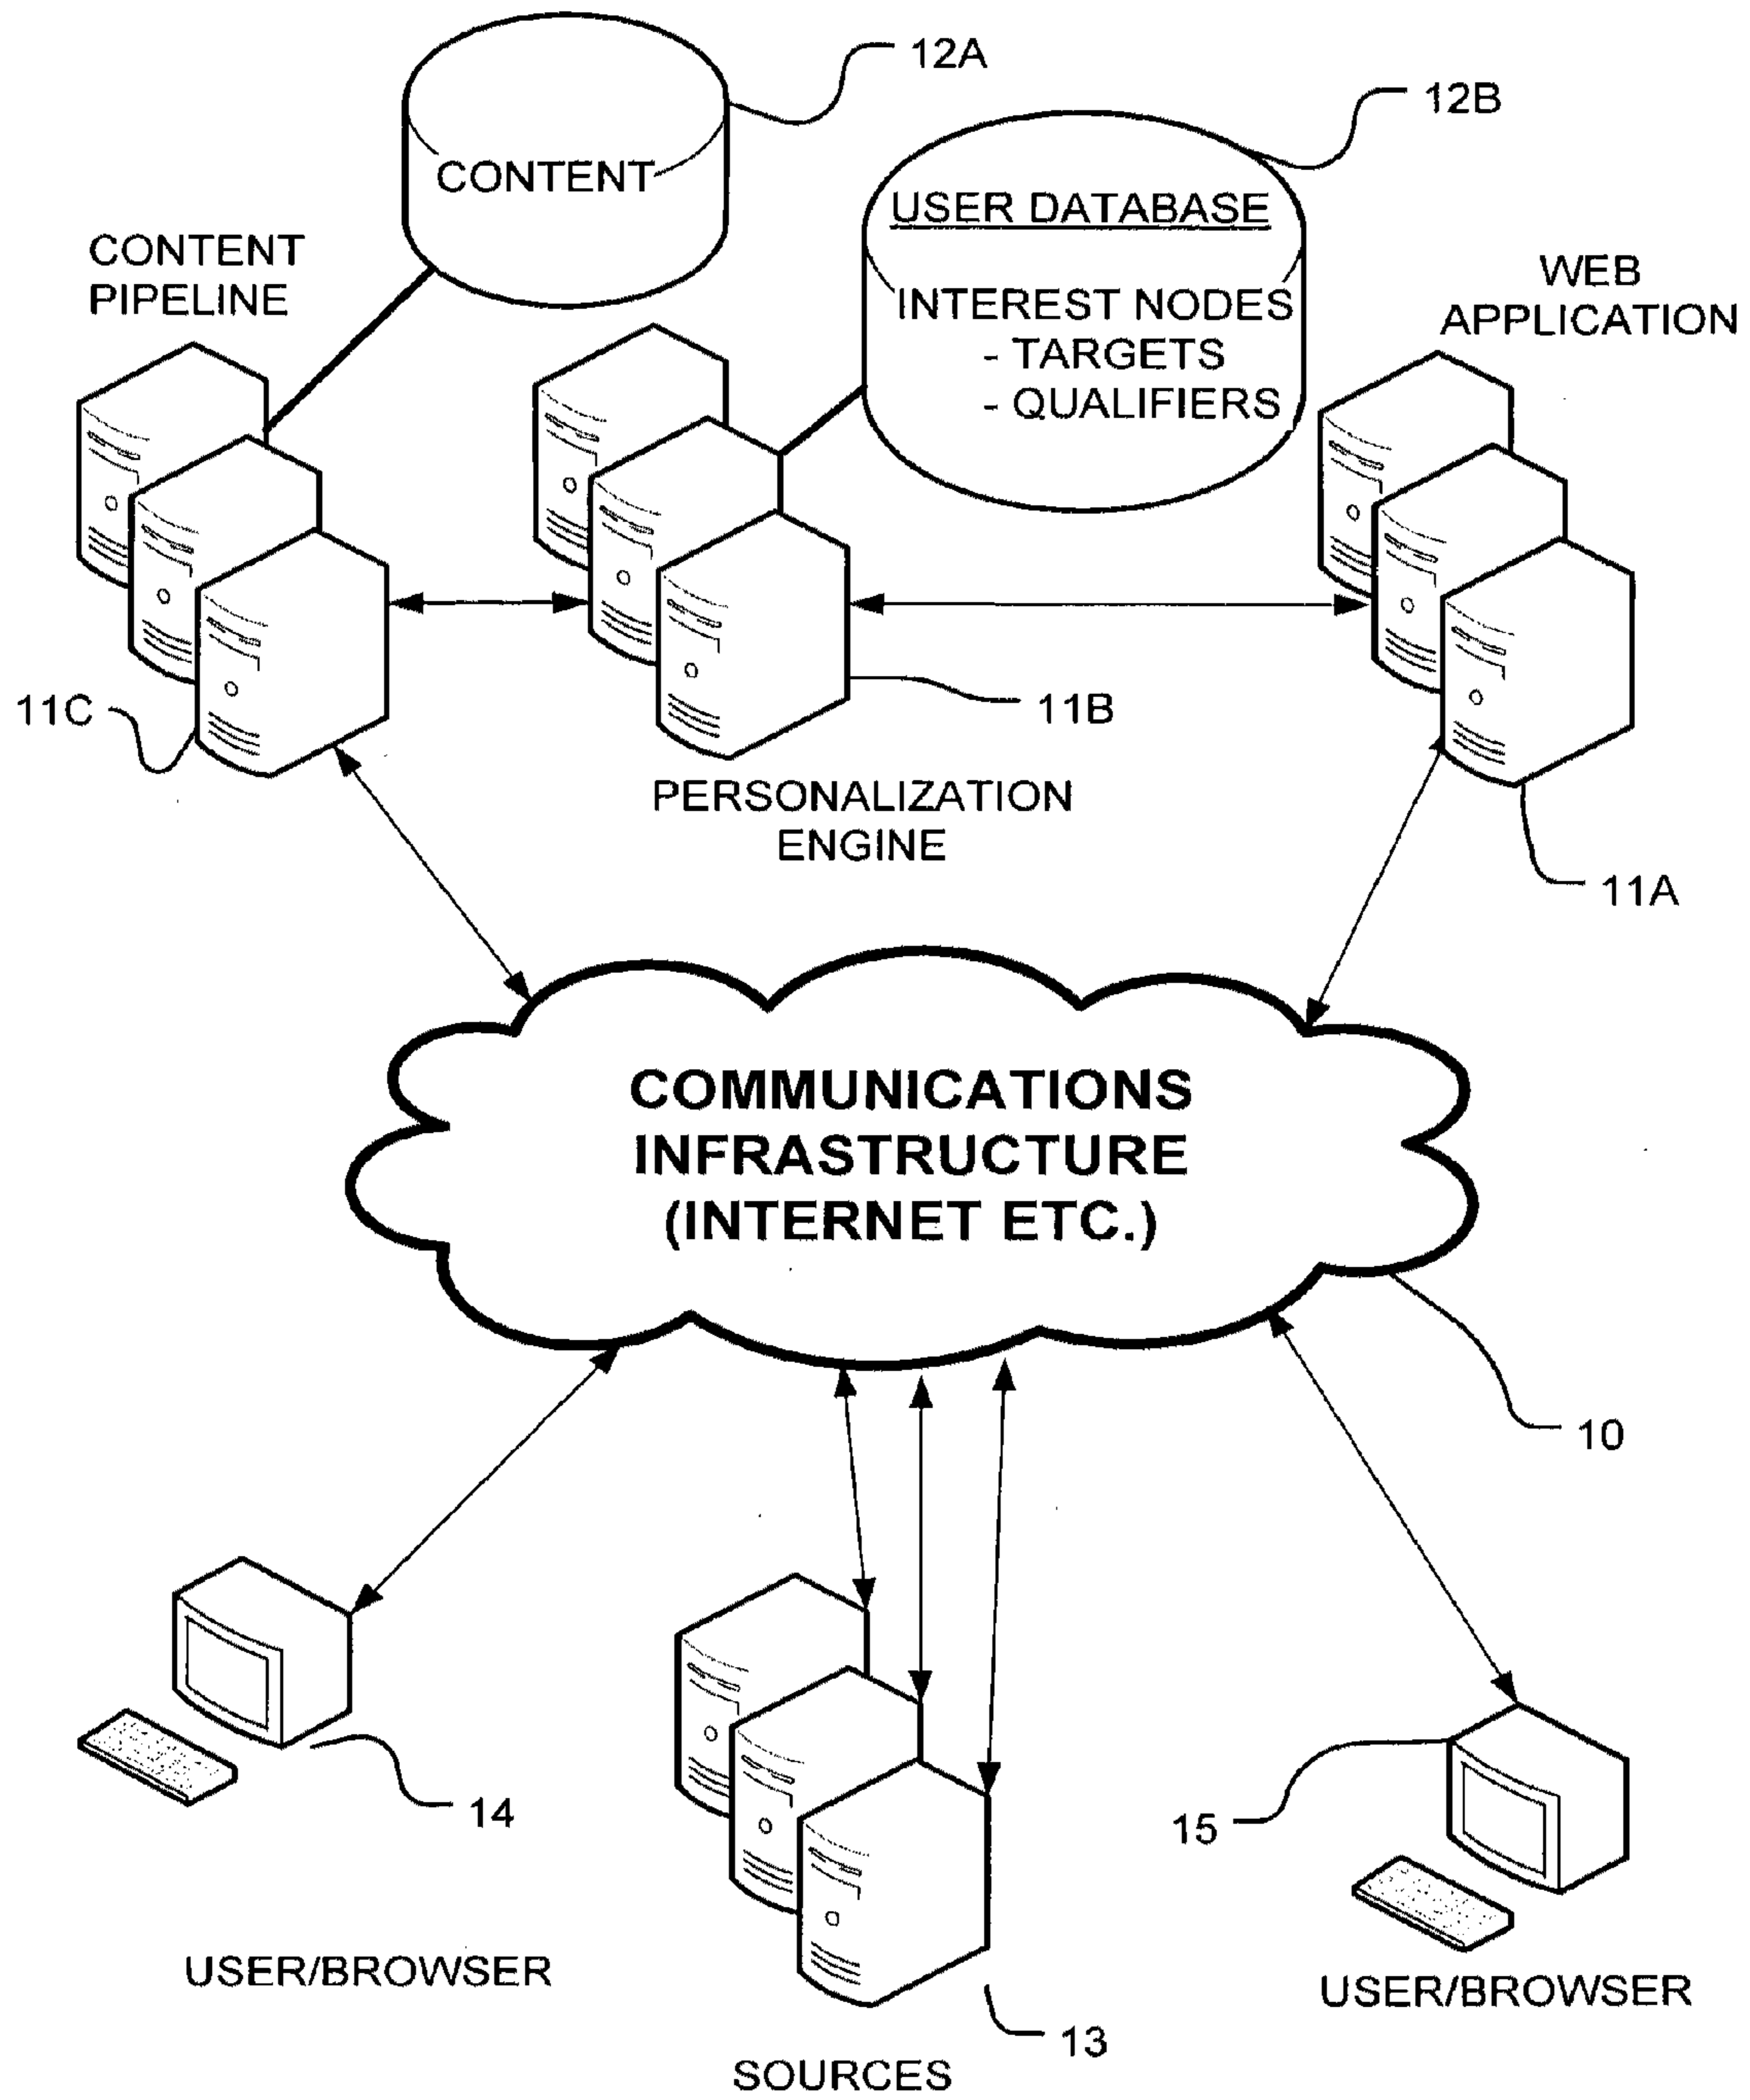 12A
12B
CONTENT
USER DATABASE
CONTENT
PIPELINE
WEB
APPLICATION
INTEREST NODES
- TARGETS
- QUALIFIERS
11C
11B
PERSONALIZATION
ENGINE
11A
COMMUNICATIONS
INFRASTRUCTURE
(INTERNET ETC.)
10
14
15
USER/BROWSER
USER/BROWSER
13
SOURCES